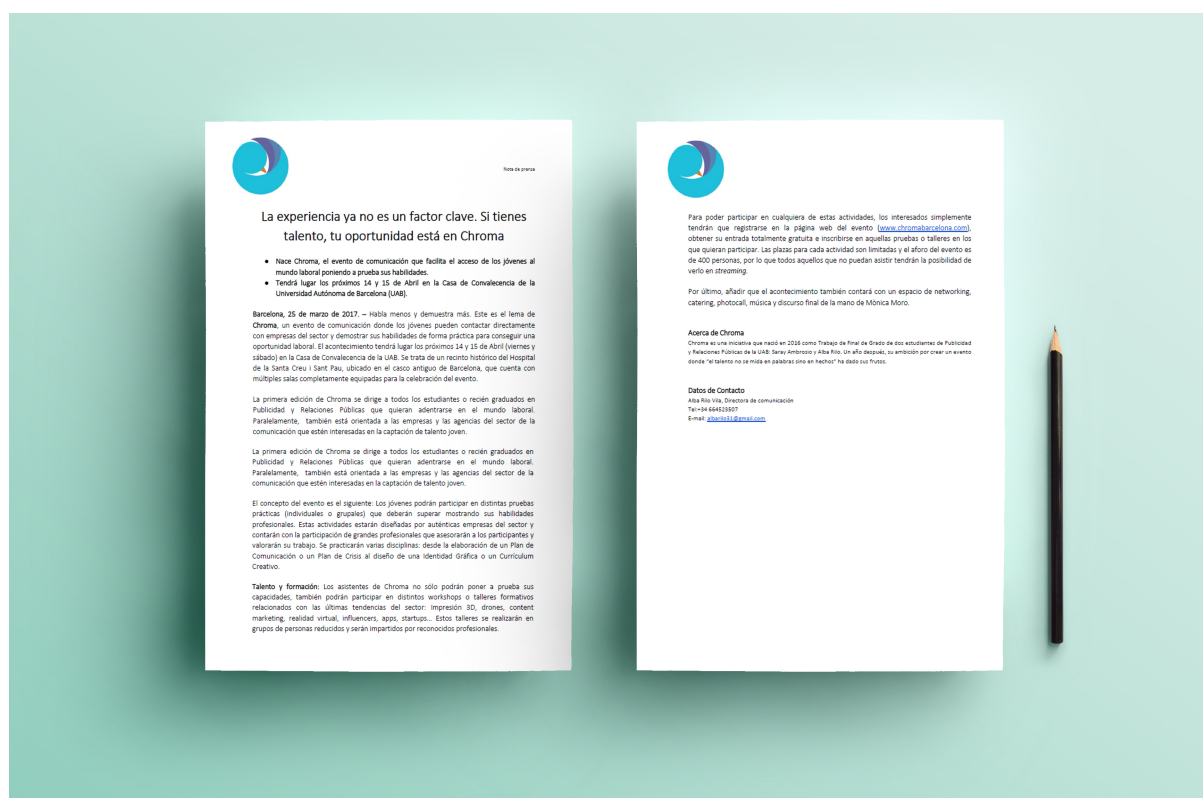 Nota de prensa
La experiencia ya no es un factor clave. Si tienes
talento, tu oportunidad está en Chroma
● Nace Chroma, el evento de comunicación que facilita el acceso de los jóvenes al
mundo laboral poniendo a prueba sus habilidades.
● Tendrá lugar los próximos 14 y 15 de Abril en la Casa de Convalecencia de la
Universidad Autónoma de Barcelona (UAB).
Barcelona, 25 de marzo de 2017. – Habla menos y demuestra más. Este es el lema de
Chroma, un evento de comunicación donde los jóvenes pueden contactar directamente
con empresas del sector y demostrar sus habilidades de forma práctica para conseguir una
oportunidad laboral. El acontecimiento tendrá lugar los próximos 14 y 15 de Abril (viernes y
sábado) en la Casa de Convalecencia de la UAB. Se trata de un recinto histórico del Hospital
de la Santa Creu i Sant Pau, ubicado en el casco antiguo de Barcelona, que cuenta con
múltiples salas completamente equipadas para la celebración del evento.
La primera edición de Chroma se dirige a todos los estudiantes o recién graduados en
Publicidad y Relaciones Públicas que quieran adentrarse en el mundo laboral.
Paralelamente, también está orientada a las empresas y las agencias del sector de la
comunicación que estén interesadas en la captación de talento joven.
La primera edición de Chroma se dirige a todos los estudiantes o recién graduados en
Publicidad y Relaciones Públicas que quieran adentrarse en el mundo laboral.
Paralelamente, también está orientada a las empresas y las agencias del sector de la
comunicación que estén interesadas en la captación de talento joven.
El concepto del evento es el siguiente: Los jóvenes podrán participar en distintas pruebas
prácticas (individuales o grupales) que deberán superar mostrando sus habilidades
profesionales. Estas actividades estarán diseñadas por auténticas empresas del sector y
contarán con la participación de grandes profesionales que asesorarán a los participantes y
valorarán su trabajo. Se practicarán varias disciplinas: desde la elaboración de un Plan de
Comunicación o un Plan de Crisis al diseño de una Identidad Gráfica o un Currículum
Creativo.
Talento y formación: Los asistentes de Chroma no sólo podrán poner a prueba sus
capacidades, también podrán participar en distintos workshops o talleres formativos
relacionados con las últimas tendencias del sector: Impresión 3D, drones, content
marketing, realidad virtual, influencers, apps, startups... Estos talleres se realizarán en
grupos de personas reducidos y serán impartidos por reconocidos profesionales.
Para poder participar en cualquiera de estas actividades, los interesados simplemente
tendrán que registrarse en la página web del evento (www.chromabarcelona.com),
obtener su entrada totalmente gratuita e inscribirse en aquellas pruebas o talleres en los
que quieran participar. Las plazas para cada actividad son limitadas y el aforo del evento es
de 400 personas, por lo que todos aquellos que no puedan asistir tendrán la posibilidad de
verlo en streaming.
Por último, añadir que el acontecimiento también contará con un espacio de networking,
catering, photocall, música y discurso final de la mano de Mònica Moro.
Acerca de Chroma
Chroma es una iniciativa que nació en 2016 como Trabajo de Final de Grado de dos estudiantes de Publicidad
y Relaciones Públicas de la UAB: Saray Ambrosio y Alba Rilo. Un año después, su ambición por crear un evento
donde "el talento no se mida en palabras sino en hechos" ha dado sus frutos.
Datos de Contacto
Alba Rilo Vila, Directora de comunicación
Tel:+34 664523507
E-mail: albarilo31@gmail.com